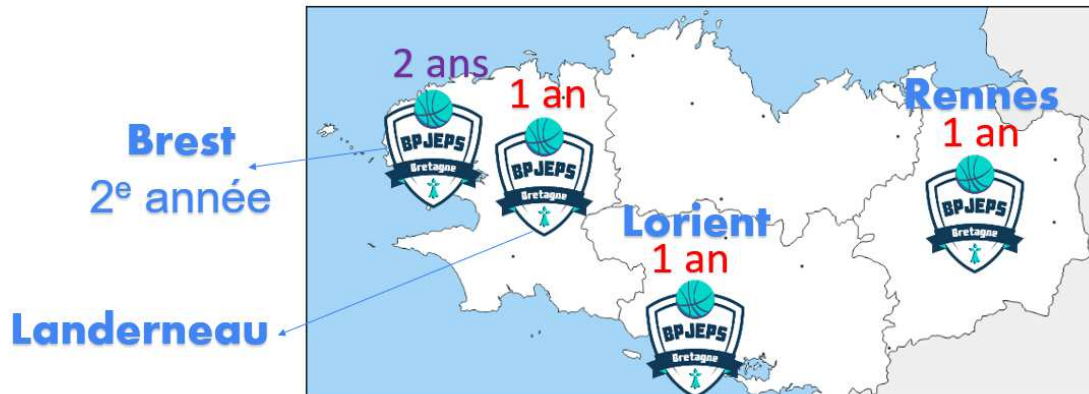 2 ans
BPJEPS
Bretagne
1 an
BPJEPS
Bretagne
Rennes
1 an
BPJEPS
Bretagne
Brest
2e année
Lorient
1 an
BPJEPS
Bretagne
Landerneau